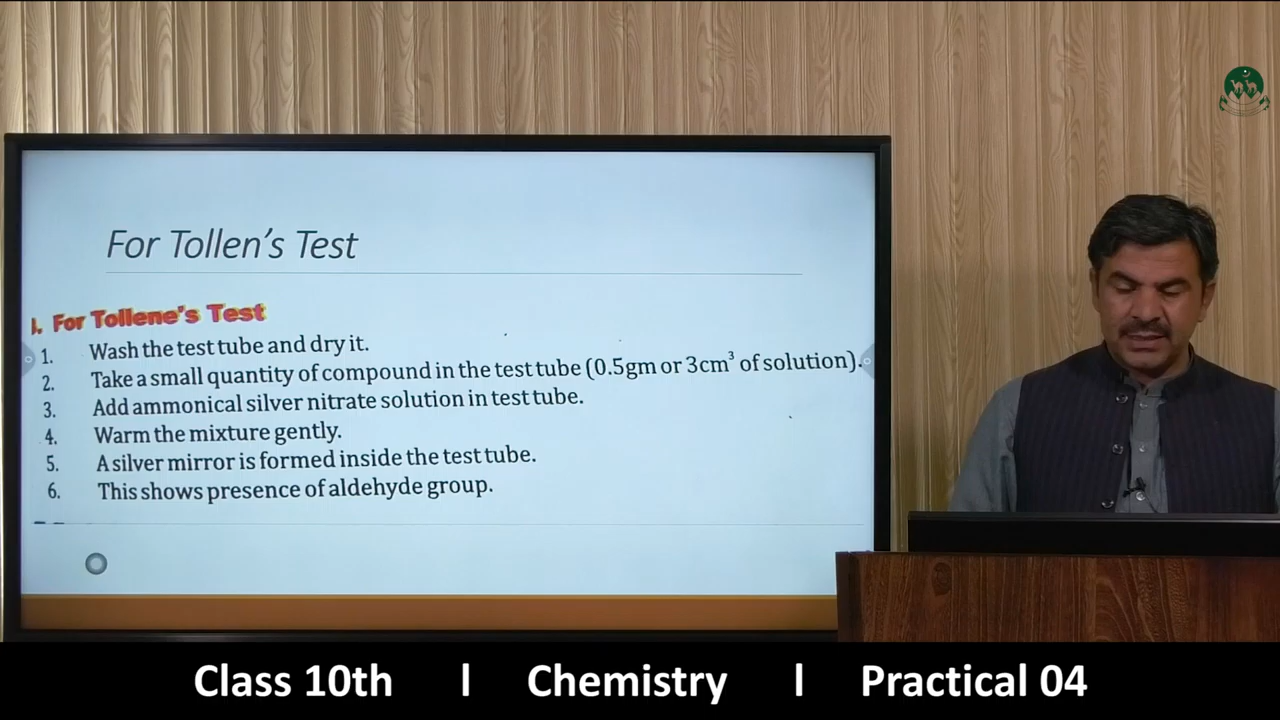 For Tollen's Test
For Tollene's Test
1. Wash the test tube and dry it.
2. Take a small quantity of compound in the test tube (0.5gm or 3cm³ of solution).
3. Add ammonical silver nitrate solution in test tube.
4. Warm the mixture gently.
5. A silver mirror is formed inside the test tube.
6. This shows presence of aldehyde group.
Class 10th l Chemistry l Practical 04